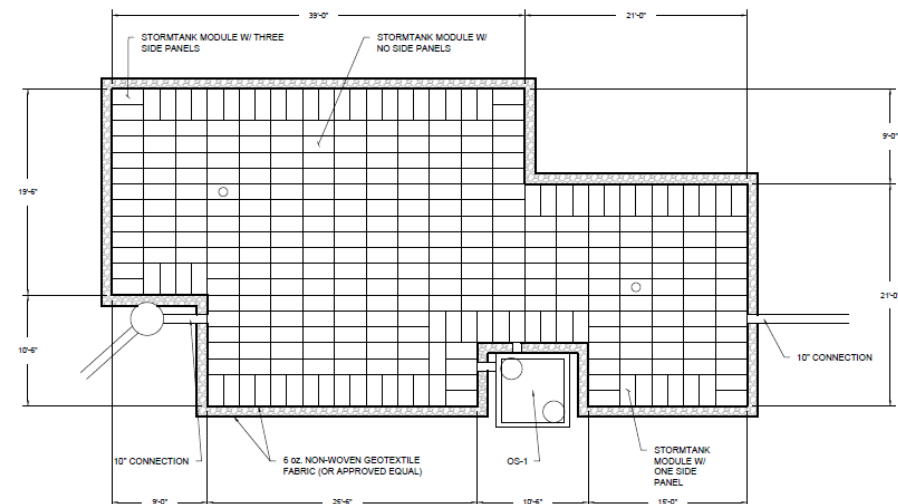 39'-0"
21'-0"
STORMTANK MODULE W/ THREE
SIDE PANELS
STORMTANK MODULE W/
NO SIDE PANELS
9'-0"
19'-6"
21'-0"
10'-6"
10" CONNECTION
10" CONNECTION
6 oz. NON-WOVEN GEOTEXTILE
FABRIC (OR APPROVED EQUAL)
OS-1
STORMTANK
MODULE W/
ONE SIDE
PANEL
9'-0"
25'-6"
10'-6"
15'-0"